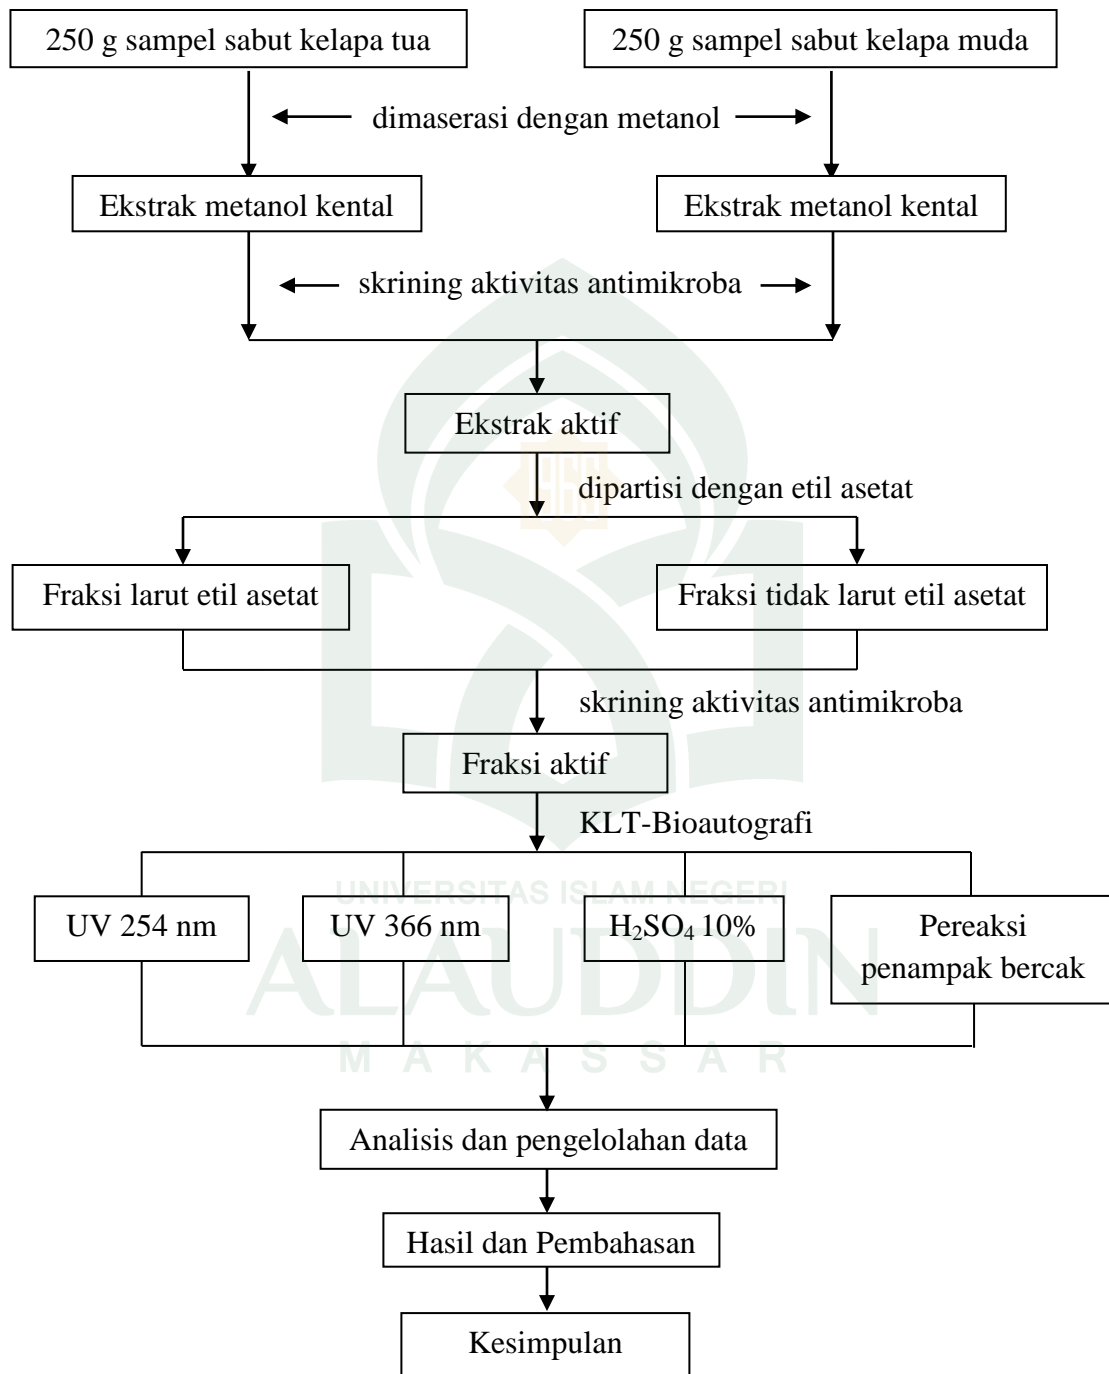 250 g sampel sabut kelapa tua
250 g sampel sabut kelapa muda
dimaserasi dengan metanol
Ekstrak metanol kental
Ekstrak metanol kental
skrining aktivitas antimikroba
Ekstrak aktif
dipartisi dengan etil asetat
Fraksi larut etil asetat
Fraksi tidak larut etil asetat
skrining aktivitas antimikroba
Fraksi aktif
KLT-Bioautografi
UNIVERSITAS ISLAM NEGERI
UV 254 nm
UV 366 nm
H₂SO₄ 10%
Pereaksi
penampak bercak
ALAUDDIN
MAKASSAR
Analisis dan pengelolahan data
Hasil dan Pembahasan
Kesimpulan